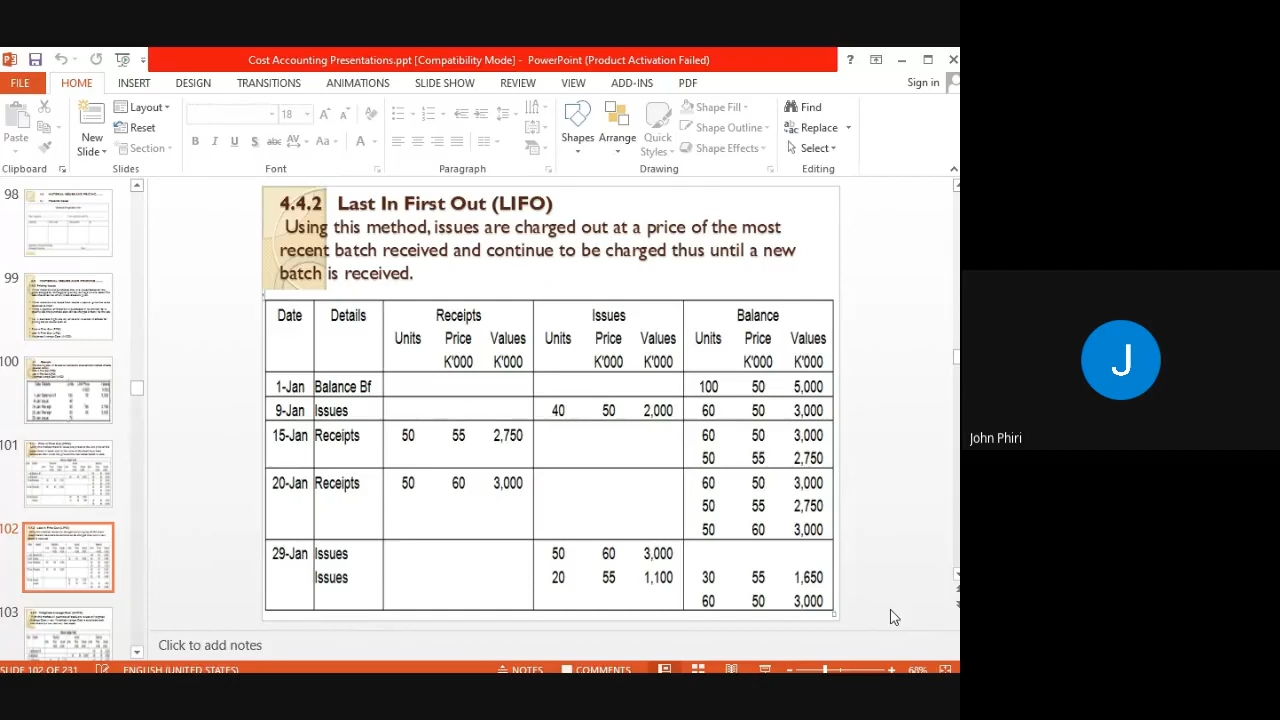 Cost Accounting Presentations.ppt [Compatibility Mode] - PowerPoint (Product Activation Failed)
FILE HOME INSERT DESIGN TRANSITIONS ANIMATIONS SLIDE SHOW REVIEW VIEW ADD-INS PDF Sign in
Paste
New Slide
Layout
Reset
Section
18
B I U S abc AV Aa A
Shapes Arrange Quick Styles
Shape Fill
Shape Outline
Shape Effects
Find
Replace
Select
Clipboard Slides Font Paragraph Drawing Editing
98
99
100
101
102
103
4.4.2 Last In First Out (LIFO)
Using this method, issues are charged out at a price of the most
recent batch received and continue to be charged thus until a new
batch is received.
Date Details Receipts Issues Balance
Units Price Values Units Price Values Units Price Values
K'000 K'000 K'000 K'000 K'000 K'000
1-Jan Balance Bf 100 50 5,000
9-Jan Issues 40 50 2,000 60 50 3,000
15-Jan Receipts 50 55 2,750 60 50 3,000
50 55 2,750
20-Jan Receipts 50 60 3,000 60 50 3,000
50 55 2,750
50 60 3,000
29-Jan Issues 50 60 3,000
Issues 20 55 1,100 30 55 1,650
60 50 3,000
Click to add notes
SLIDE 102 OF 231 ENGLISH (UNITED STATES) NOTES COMMENTS 68%
J
John Phiri